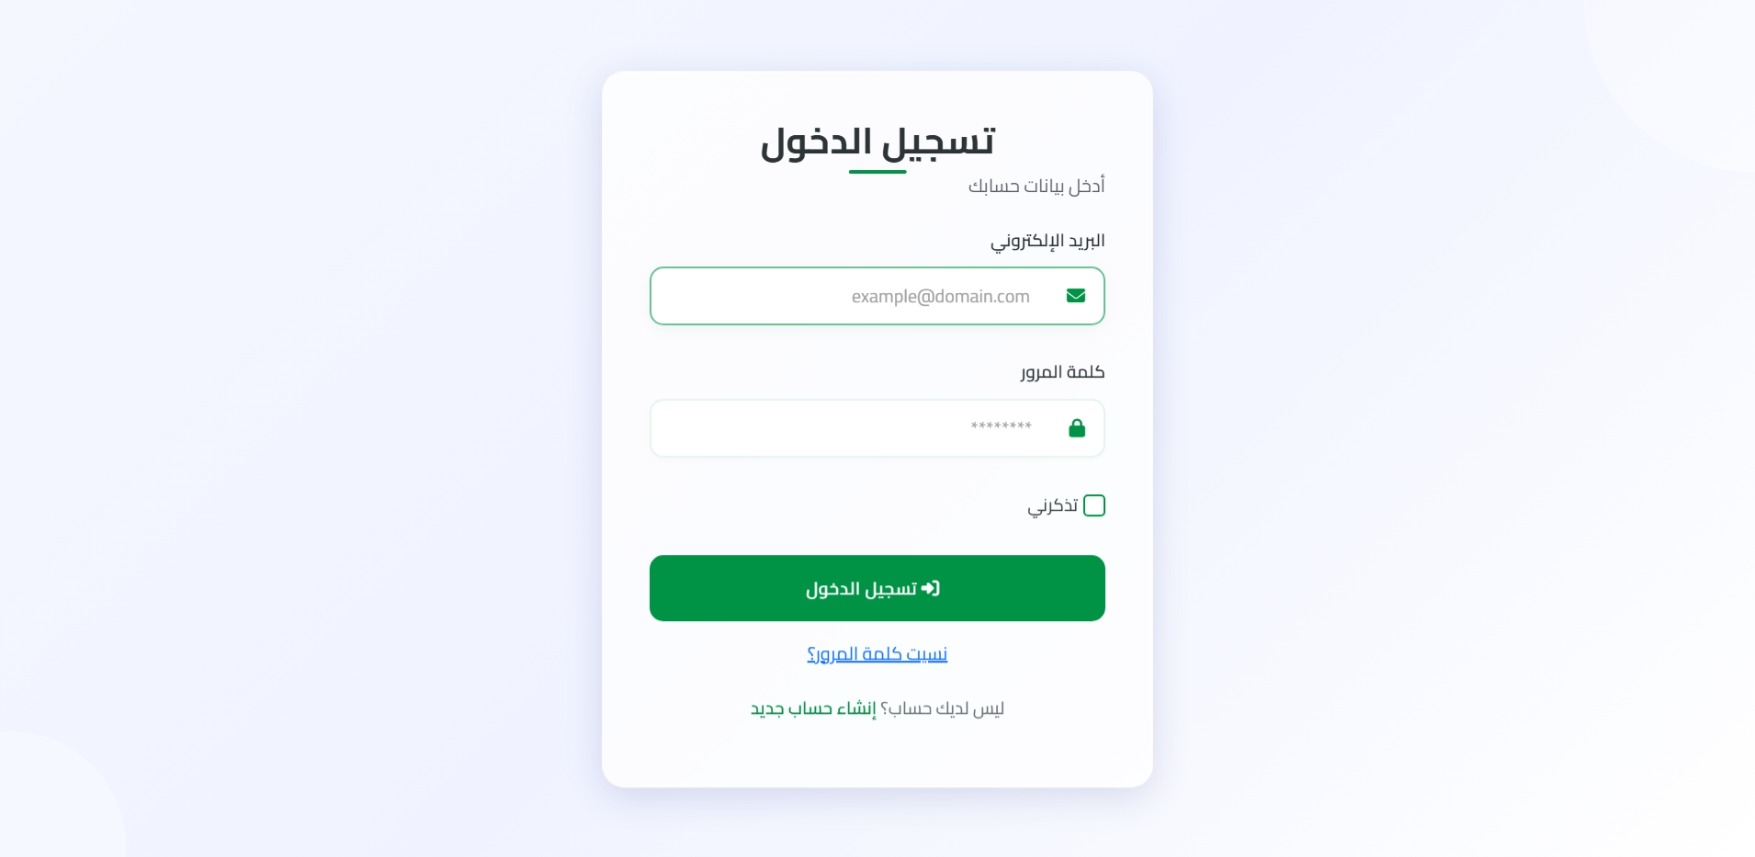 تسجيل الدخول
أدخل بيانات حسابك
البريد الإلكتروني
example@domain.com
كلمة المرور
********
تذكرني
تسجيل الدخول
نسيت كلمة المرور؟
ليس لديك حساب؟ إنشاء حساب جديد